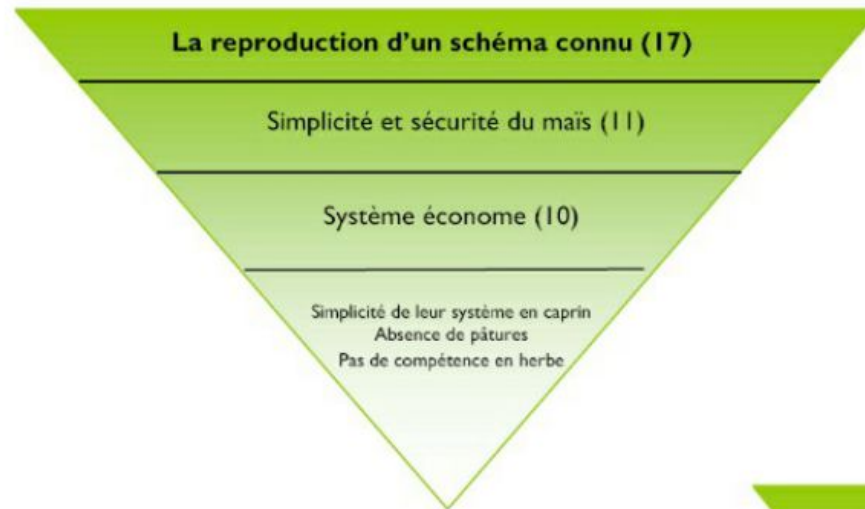 La reproduction d'un schéma connu (17)
Simplicité et sécurité du maïs (11)
Système économe (10)
Simplicité de leur système en caprin
Absence de pâtures
Pas de compétence en herbe